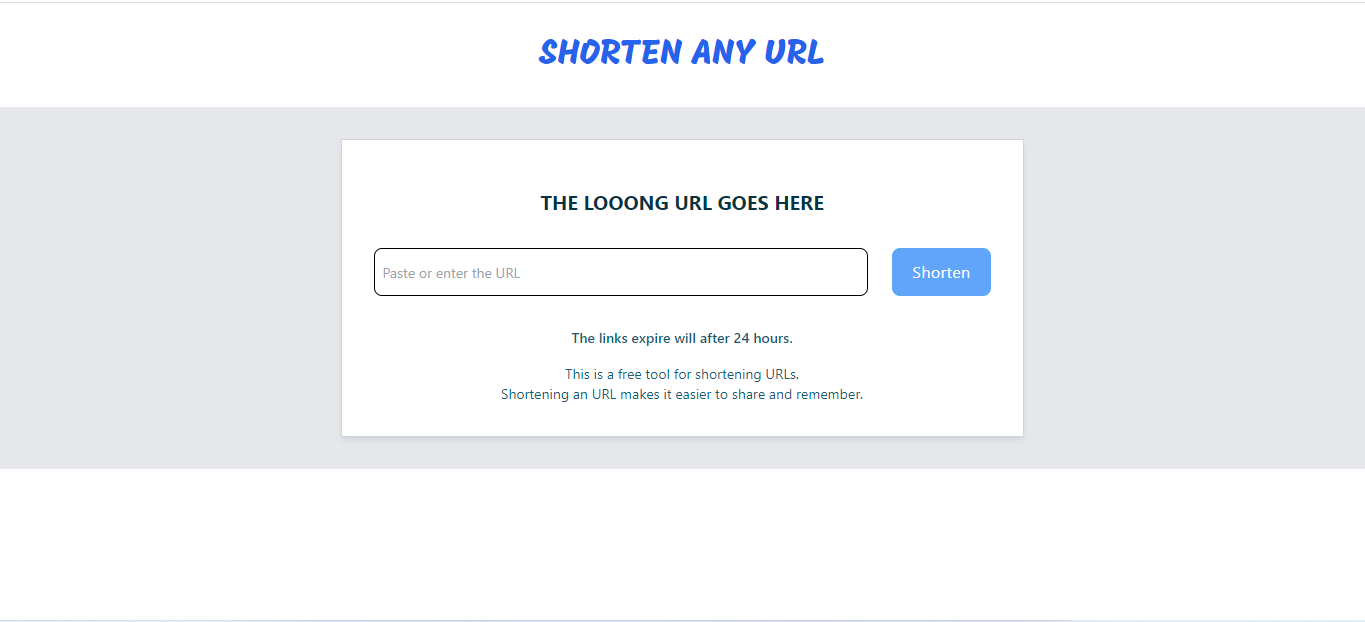 SHORTEN ANY URL
THE LOOONG URL GOES HERE
Paste or enter the URL
Shorten
The links expire will after 24 hours.
This is a free tool for shortening URLs.
Shortening an URL makes it easier to share and remember.